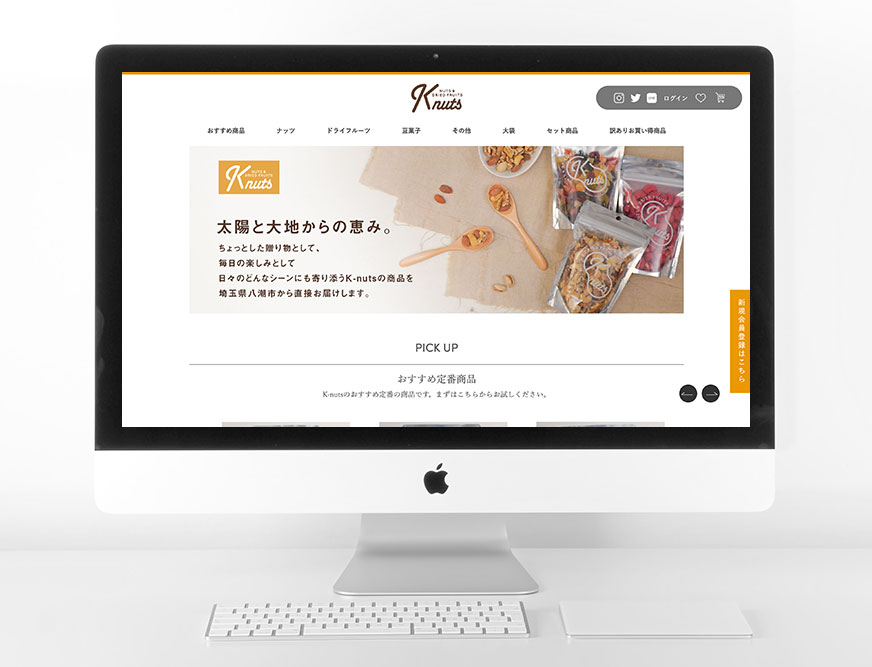 K nuts
NUTS &
DRIED FRUITS
ログイン
おすすめ商品 ナッツ ドライフルーツ 豆菓子 その他 大袋 セット商品 訳ありお買い得商品
K nuts
NUTS &
DRIED FRUITS
太陽と大地からの恵み。
ちょっとした贈り物として、
毎日の楽しみとして
日々のどんなシーンにも寄り添うK-nutsの商品を
埼玉県八潮市から直接お届けします。
K nuts
新規会員登録はこちら
PICK UP
おすすめ定番商品
K-nutsのおすすめ定番の商品です。まずはこちらからお試しください。